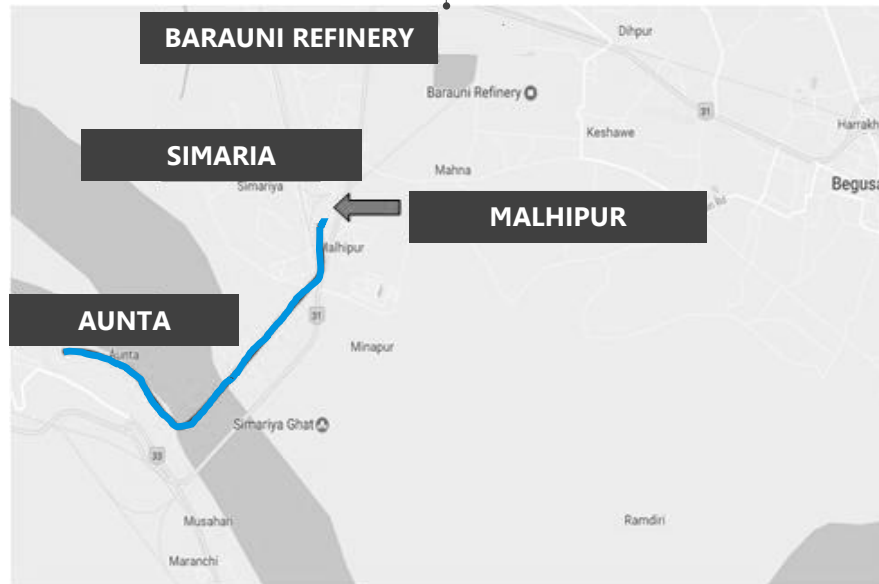 BARAUNI REFINERY
Dihpur
Barauni Refinery
31
Harrakh
Keshawe
SIMARIA
Mahna
Simariya
Begusa
MALHIPUR
Malhipur
AUNTA
31
Minapur
Aunta
Simariya Ghat
33
Musahari
Ramdiri
Maranchi